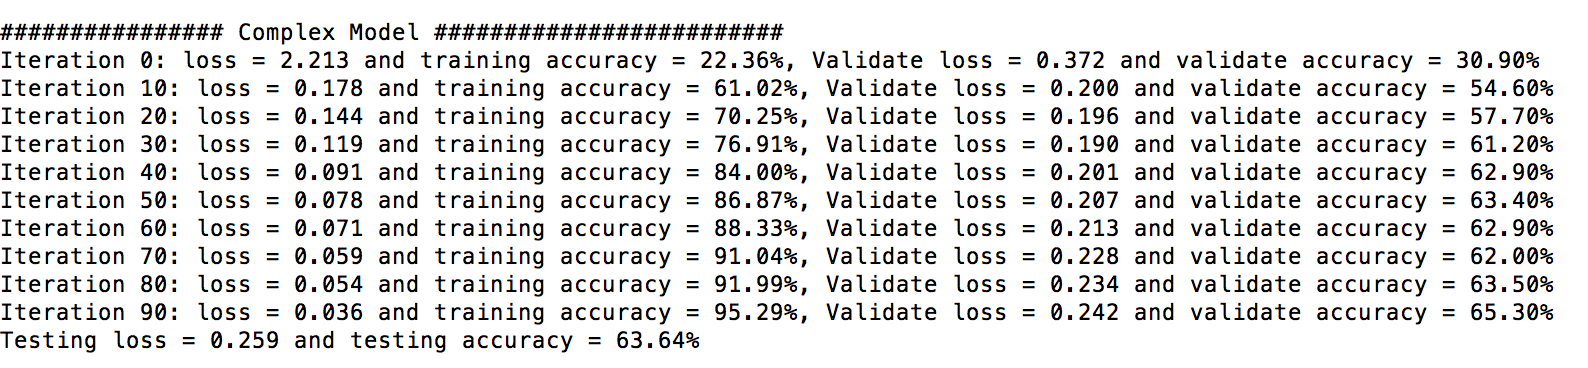 ################ Complex Model #########################
Iteration 0: loss = 2.213 and training accuracy = 22.36%, Validate loss = 0.372 and validate accuracy = 30.90%
Iteration 10: loss = 0.178 and training accuracy = 61.02%, Validate loss = 0.200 and validate accuracy = 54.60%
Iteration 20: loss = 0.144 and training accuracy = 70.25%, Validate loss = 0.196 and validate accuracy = 57.70%
Iteration 30: loss = 0.119 and training accuracy = 76.91%, Validate loss = 0.190 and validate accuracy = 61.20%
Iteration 40: loss = 0.091 and training accuracy = 84.00%, Validate loss = 0.201 and validate accuracy = 62.90%
Iteration 50: loss = 0.078 and training accuracy = 86.87%, Validate loss = 0.207 and validate accuracy = 63.40%
Iteration 60: loss = 0.071 and training accuracy = 88.33%, Validate loss = 0.213 and validate accuracy = 62.90%
Iteration 70: loss = 0.059 and training accuracy = 91.04%, Validate loss = 0.228 and validate accuracy = 62.00%
Iteration 80: loss = 0.054 and training accuracy = 91.99%, Validate loss = 0.234 and validate accuracy = 63.50%
Iteration 90: loss = 0.036 and training accuracy = 95.29%, Validate loss = 0.242 and validate accuracy = 65.30%
Testing loss = 0.259 and testing accuracy = 63.64%